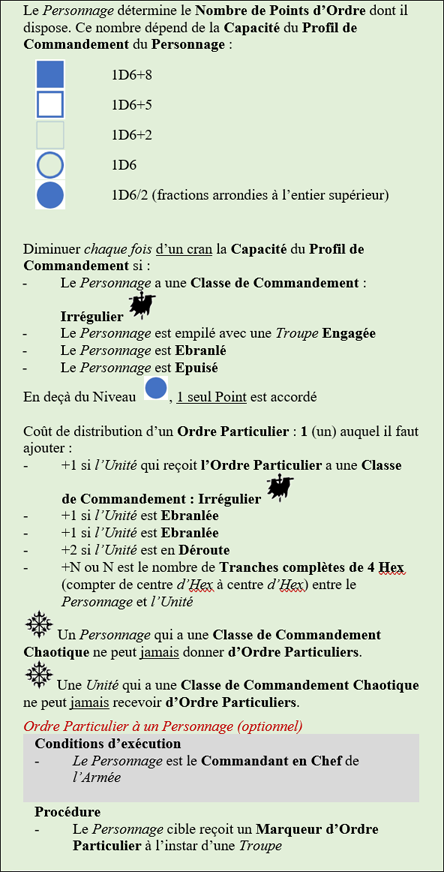 Le Personnage détermine le Nombre de Points d’Ordre dont il
dispose. Ce nombre dépend de la Capacité du Profil de
Commandement du Personnage :
1D6+8
1D6+5
1D6+2
1D6
1D6/2 (fractions arrondies à l’entier supérieur)
Diminuer chaque fois d’un cran la Capacité du Profil de
Commandement si :
- Le Personnage a une Classe de Commandement :
Irrégulier
- Le Personnage est empilé avec une Troupe Engagée
- Le Personnage est Ebranlé
- Le Personnage est Epuisé
En deçà du Niveau , 1 seul Point est accordé
Coût de distribution d’un Ordre Particulier : 1 (un) auquel il faut
ajouter :
- +1 si l’Unité qui reçoit l’Ordre Particulier a une Classe
de Commandement : Irrégulier
- +1 si l’Unité est Ebranlée
- +1 si l’Unité est Ebranlée
- +2 si l’Unité est en Déroute
- +N ou N est le nombre de Tranches complètes de 4 Hex
(compter de centre d’Hex à centre d’Hex) entre le
Personnage et l’Unité
Un Personnage qui a une Classe de Commandement
Chaotique ne peut jamais donner d’Ordre Particuliers.
Une Unité qui a une Classe de Commandement Chaotique
ne peut jamais recevoir d’Ordre Particuliers.
Ordre Particulier à un Personnage (optionnel)
Conditions d’exécution
- Le Personnage est le Commandant en Chef de
l’Armée
Procédure
- Le Personnage cible reçoit un Marqueur d’Ordre
Particulier à l’instar d’une Troupe